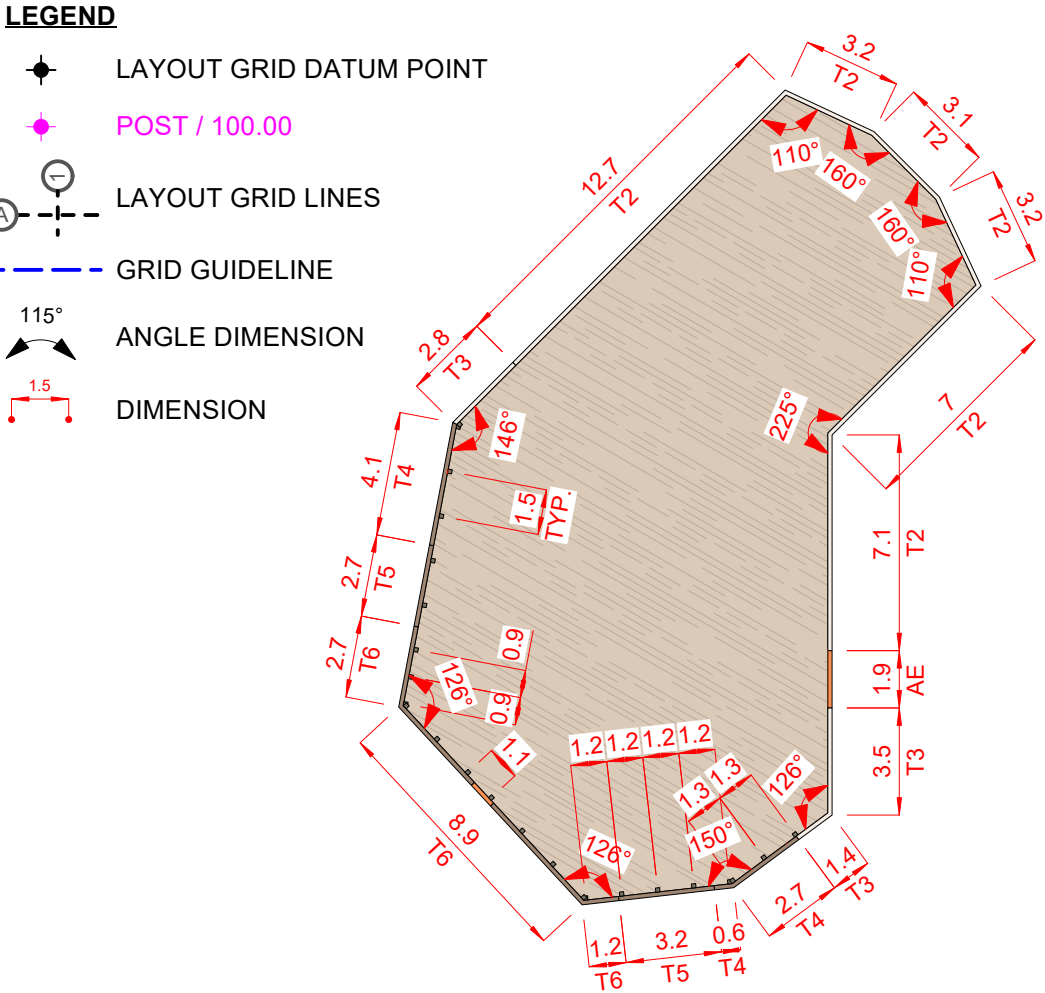 LEGEND
LAYOUT GRID DATUM POINT
POST / 100.00
1
A
LAYOUT GRID LINES
GRID GUIDELINE
115°
ANGLE DIMENSION
1.5
DIMENSION
3.2
T2
3.1
T2
3.2
T2
110°
160°
160°
110°
12.7
T2
2.8
T3
7
T2
225°
146°
4.1
T4
1.5
TYP.
7.1
T2
2.7
T5
2.7
T6
0.9
0.9
126°
1.9
AE
3.5
T3
1.1
1.2
1.2
1.2
1.2
1.3
1.3
126°
8.9
T6
126°
150°
1.4
T3
2.7
T4
1.2
T6
3.2
T5
0.6
T4